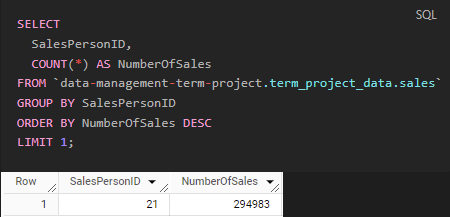 SQL
SELECT
SalesPersonID,
COUNT(*) AS NumberOfSales
FROM `data-management-term-project.term_project_data.sales`
GROUP BY SalesPersonID
ORDER BY NumberOfSales DESC
LIMIT 1;
Row SalesPersonID NumberOfSales
1 21 294983